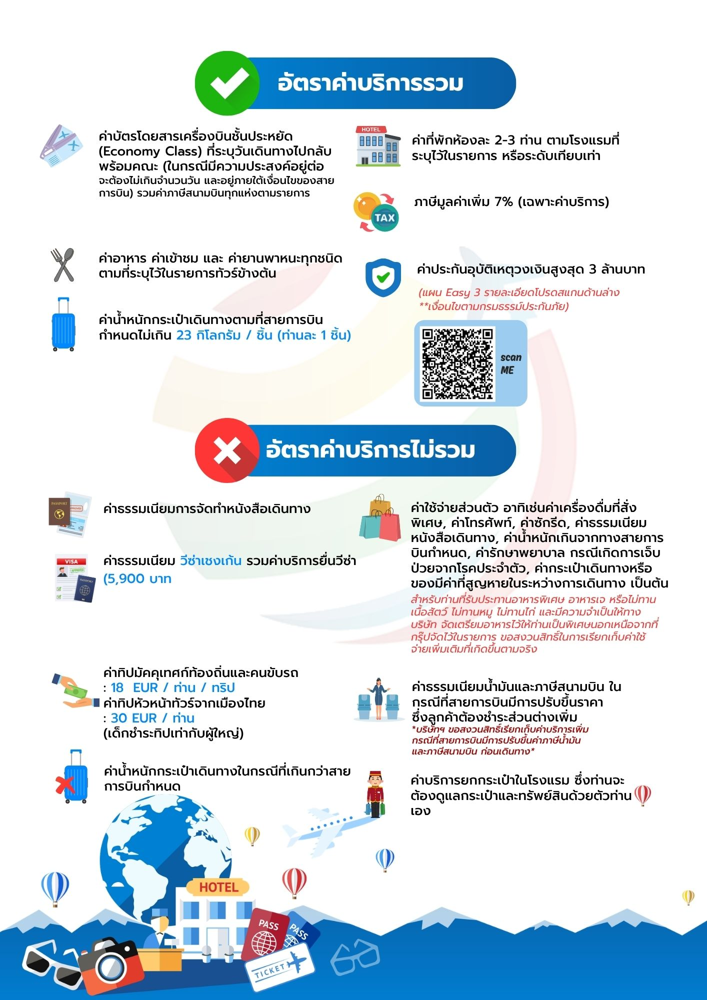 อัตราค่าบริการรวม
ค่าบัตรโดยสารเครื่องบินชั้นประหยัด
(Economy Class) ที่ระบุวันเดินทางไปกลับ
พร้อมคณะ (ในกรณีมีความประสงค์อยู่ต่อ
จะต้องไม่เกินจำนวนวัน และอยู่ภายใต้เงื่อนไขของสาย
การบิน) รวมค่าภาษีสนามบินทุกแห่งตามรายการ
ค่าอาหาร ค่าเข้าชม และ ค่ายานพาหนะทุกชนิด
ตามที่ระบุไว้ในรายการทัวร์ข้างต้น
ค่าน้ำหนักกระเป๋าเดินทางตามที่สายการบิน
กำหนดไม่เกิน 23 กิโลกรัม / ชิ้น (ท่านละ 1 ชิ้น)
HOTEL
ค่าที่พักห้องละ 2-3 ท่าน ตามโรงแรมที่
ระบุไว้ในรายการ หรือระดับเทียบเท่า
TAX
ภาษีมูลค่าเพิ่ม 7% (เฉพาะค่าบริการ)
ค่าประกันอุบัติเหตุวงเงินสูงสุด 3 ล้านบาท
(แผน Easy 3 รายละเอียดโปรดสแกนด้านล่าง
**เงื่อนไขตามกรมธรรม์ประกันภัย)
scan
ME
อัตราค่าบริการไม่รวม
PASSPORT
APPROVED
ค่าธรรมเนียมการจัดทำหนังสือเดินทาง
VISA
APPROVED
PASSPORT
ค่าธรรมเนียม วีซ่าเชงเก้น รวมค่าบริการยื่นวีซ่า
(5,900 บาท
ค่าทิปมัคคุเทศก์ท้องถิ่นและคนขับรถ
: 18 EUR / ท่าน / ทริป
ค่าทิปหัวหน้าทัวร์จากเมืองไทย
: 30 EUR / ท่าน
(เด็กชำระทิปเท่ากับผู้ใหญ่)
ค่าน้ำหนักกระเป๋าเดินทางในกรณีที่เกินกว่าสาย
การบินกำหนด
ค่าใช้จ่ายส่วนตัว อาทิเช่นค่าเครื่องดื่มที่สั่ง
พิเศษ, ค่าโทรศัพท์, ค่าซักรีด, ค่าธรรมเนียม
หนังสือเดินทาง, ค่าน้ำหนักเกินจากทางสายการ
บินกำหนด, ค่ารักษาพยาบาล กรณีเกิดการเจ็บ
ป่วยจากโรคประจำตัว, ค่ากระเป๋าเดินทางหรือ
ของมีค่าที่สูญหายในระหว่างการเดินทาง เป็นต้น
สำหรับท่านที่รับประทานอาหารพิเศษ อาหารเจ หรือไม่ทาน
เนื้อสัตว์ ไม่ทานหมู ไม่ทานไก่ และมีความจำเป็นให้ทาง
บริษัท จัดเตรียมอาหารไว้ให้ท่านเป็นพิเศษนอกเหนือจากที่
กรุ๊ปจัดไว้ในรายการ ขอสงวนสิทธิ์ในการเรียกเก็บค่าใช้
จ่ายเพิ่มเติมที่เกิดขึ้นตามจริง
ค่าธรรมเนียมน้ำมันและภาษีสนามบิน ใน
กรณีที่สายการบินมีการปรับขึ้นราคา
ซึ่งลูกค้าต้องชำระส่วนต่างเพิ่ม
*บริษัทฯ ขอสงวนสิทธิ์เรียกเก็บค่าบริการเพิ่ม
กรณีที่สายการบินมีการปรับขึ้นค่าภาษีน้ำมัน
และภาษีสนามบิน ก่อนเดินทาง*
ค่าบริการยกกระเป๋าในโรงแรม ซึ่งท่านจะ
ต้องดูแลกระเป๋าและทรัพย์สินด้วยตัวท่าน
เอง
HOTEL
PASS
PASS
TICKET